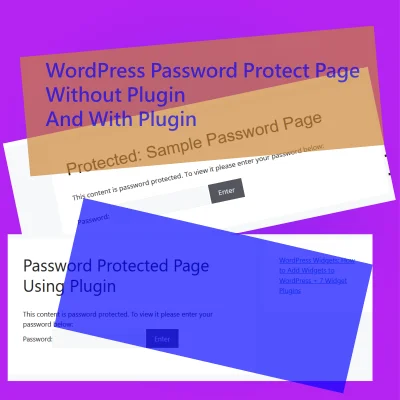 WordPress Password Protect Page
Without Plugin
And With Plugin
Protected: Sample Password Page
This content is password protected. To view it please enter your password below:
Password:
Enter
Password Protected Page
Using Plugin
This content is password protected. To view it please enter your
password below:
Password:
Enter
WordPress Widgets: How
to Add Widgets to
WordPress + 7 Widget
Plugins